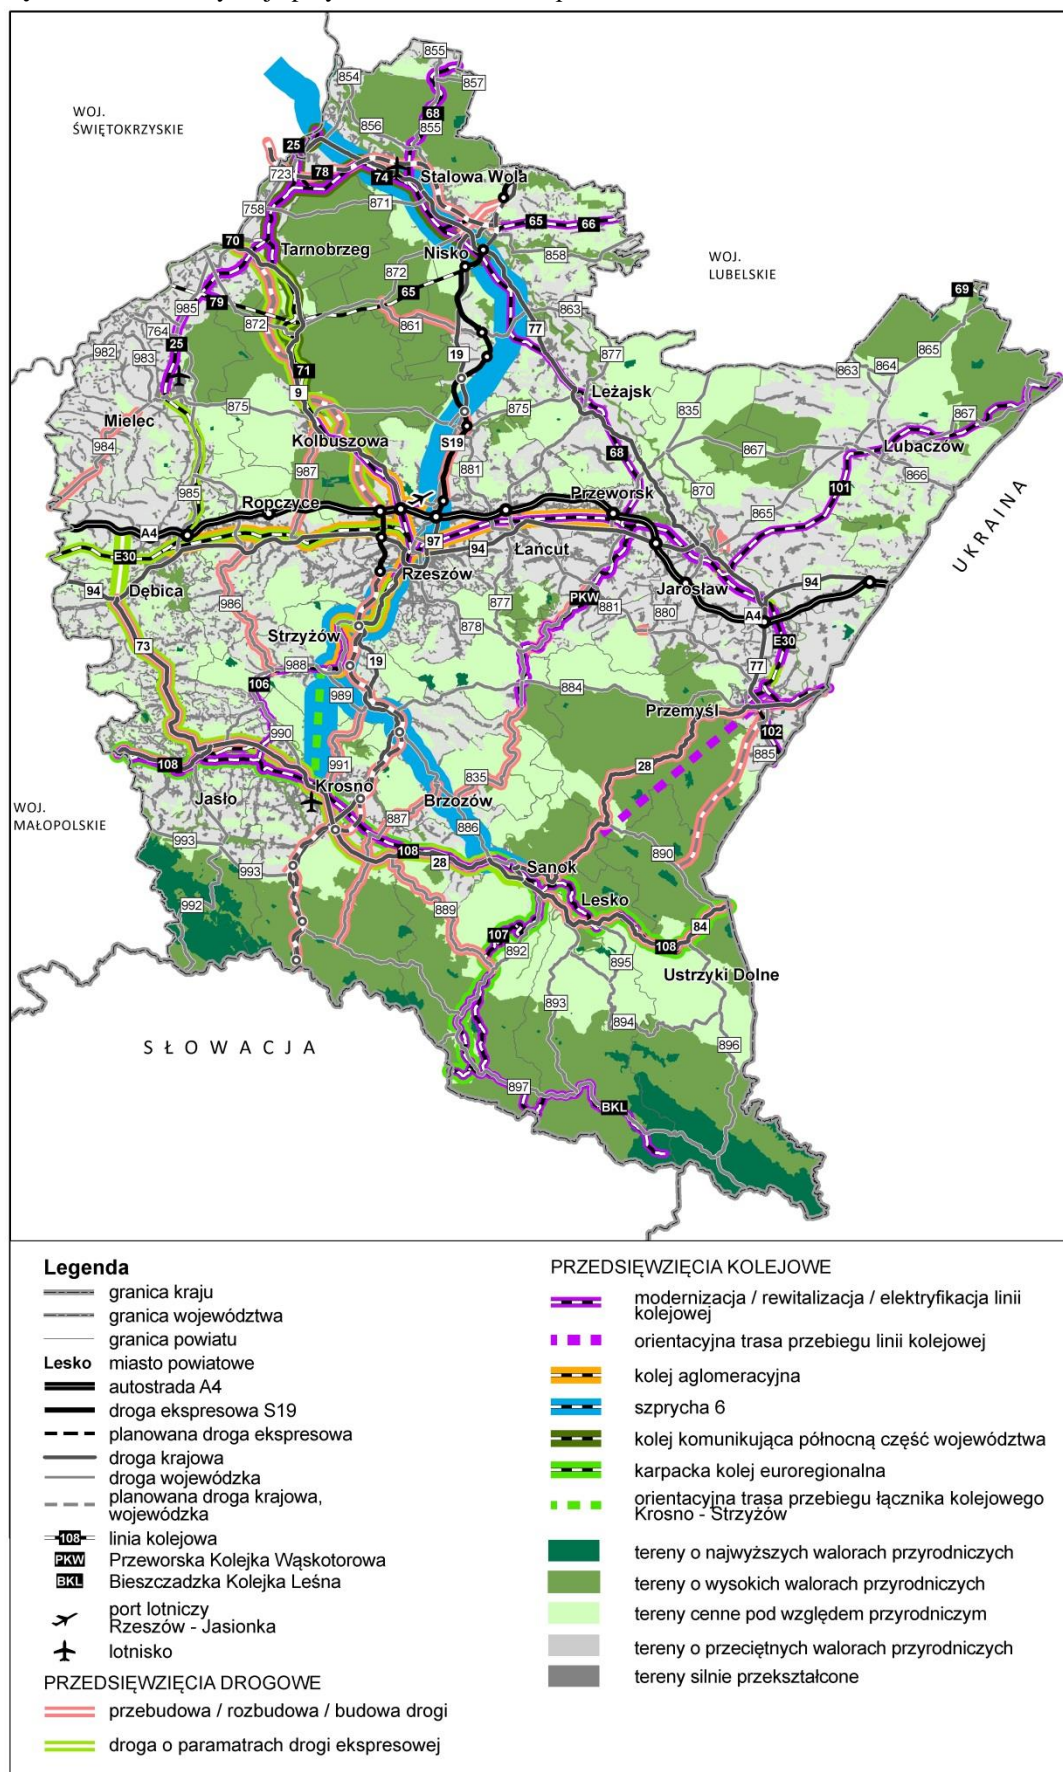 855
854
857
WOJ.
ŚWIĘTOKRZYSKIE
68
856
855
25
723
78
74
Stalowa Wola
758
871
65
66
70
Tarnobrzeg
Nisko
858
WOJ.
LUBELSKIE
872
79
65
69
985
863
872
861
764
77
865
982
983
25
19
877
863
864
71
9
Leżajsk
875
875
835
867
Mielec
Kolbuszowa
984
S19
867
Lubaczów
987
881
68
866
985
101
Ropczyce
Przeworsk
870
865
A4
97
94
Łańcut
UKRAINA
E30
Rzeszów
94
Dębica
Jarosław
94
986
877
PKW
881
880
A4
Strzyżów
878
E30
73
19
77
988
106
989
884
Przemyśl
990
102
885
108
991
835
28
Krosno
Jasło
Brzozów
WOJ.
MAŁOPOLSKIE
887
886
993
108
28
890
993
Sanok
992
889
Lesko
84
107
892
108
895
Ustrzyki Dolne
893
894
896
SŁOWACJA
897
BKL
Legenda
granica kraju
granica województwa
granica powiatu
Lesko miasto powiatowe
autostrada A4
droga ekspresowa S19
planowana droga ekspresowa
droga krajowa
droga wojewódzka
planowana droga krajowa,
wojewódzka
108 linia kolejowa
PKW Przeworska Kolejka Wąskotorowa
BKL Bieszczadzka Kolejka Leśna
port lotniczy
Rzeszów - Jasionka
lotnisko
PRZEDSIĘWZIĘCIA DROGOWE
przebudowa / rozbudowa / budowa drogi
droga o paramatrach drogi ekspresowej
PRZEDSIĘWZIĘCIA KOLEJOWE
modernizacja / rewitalizacja / elektryfikacja linii
kolejowej
orientacyjna trasa przebiegu linii kolejowej
kolej aglomeracyjna
szprycha 6
kolej komunikująca północną część województwa
karpacka kolej euroregionalna
orientacyjna trasa przebiegu łącznika kolejowego
Krosno - Strzyżów
tereny o najwyższych walorach przyrodniczych
tereny o wysokich walorach przyrodniczych
tereny cenne pod względem przyrodniczym
tereny o przeciętnych walorach przyrodniczych
tereny silnie przekształcone